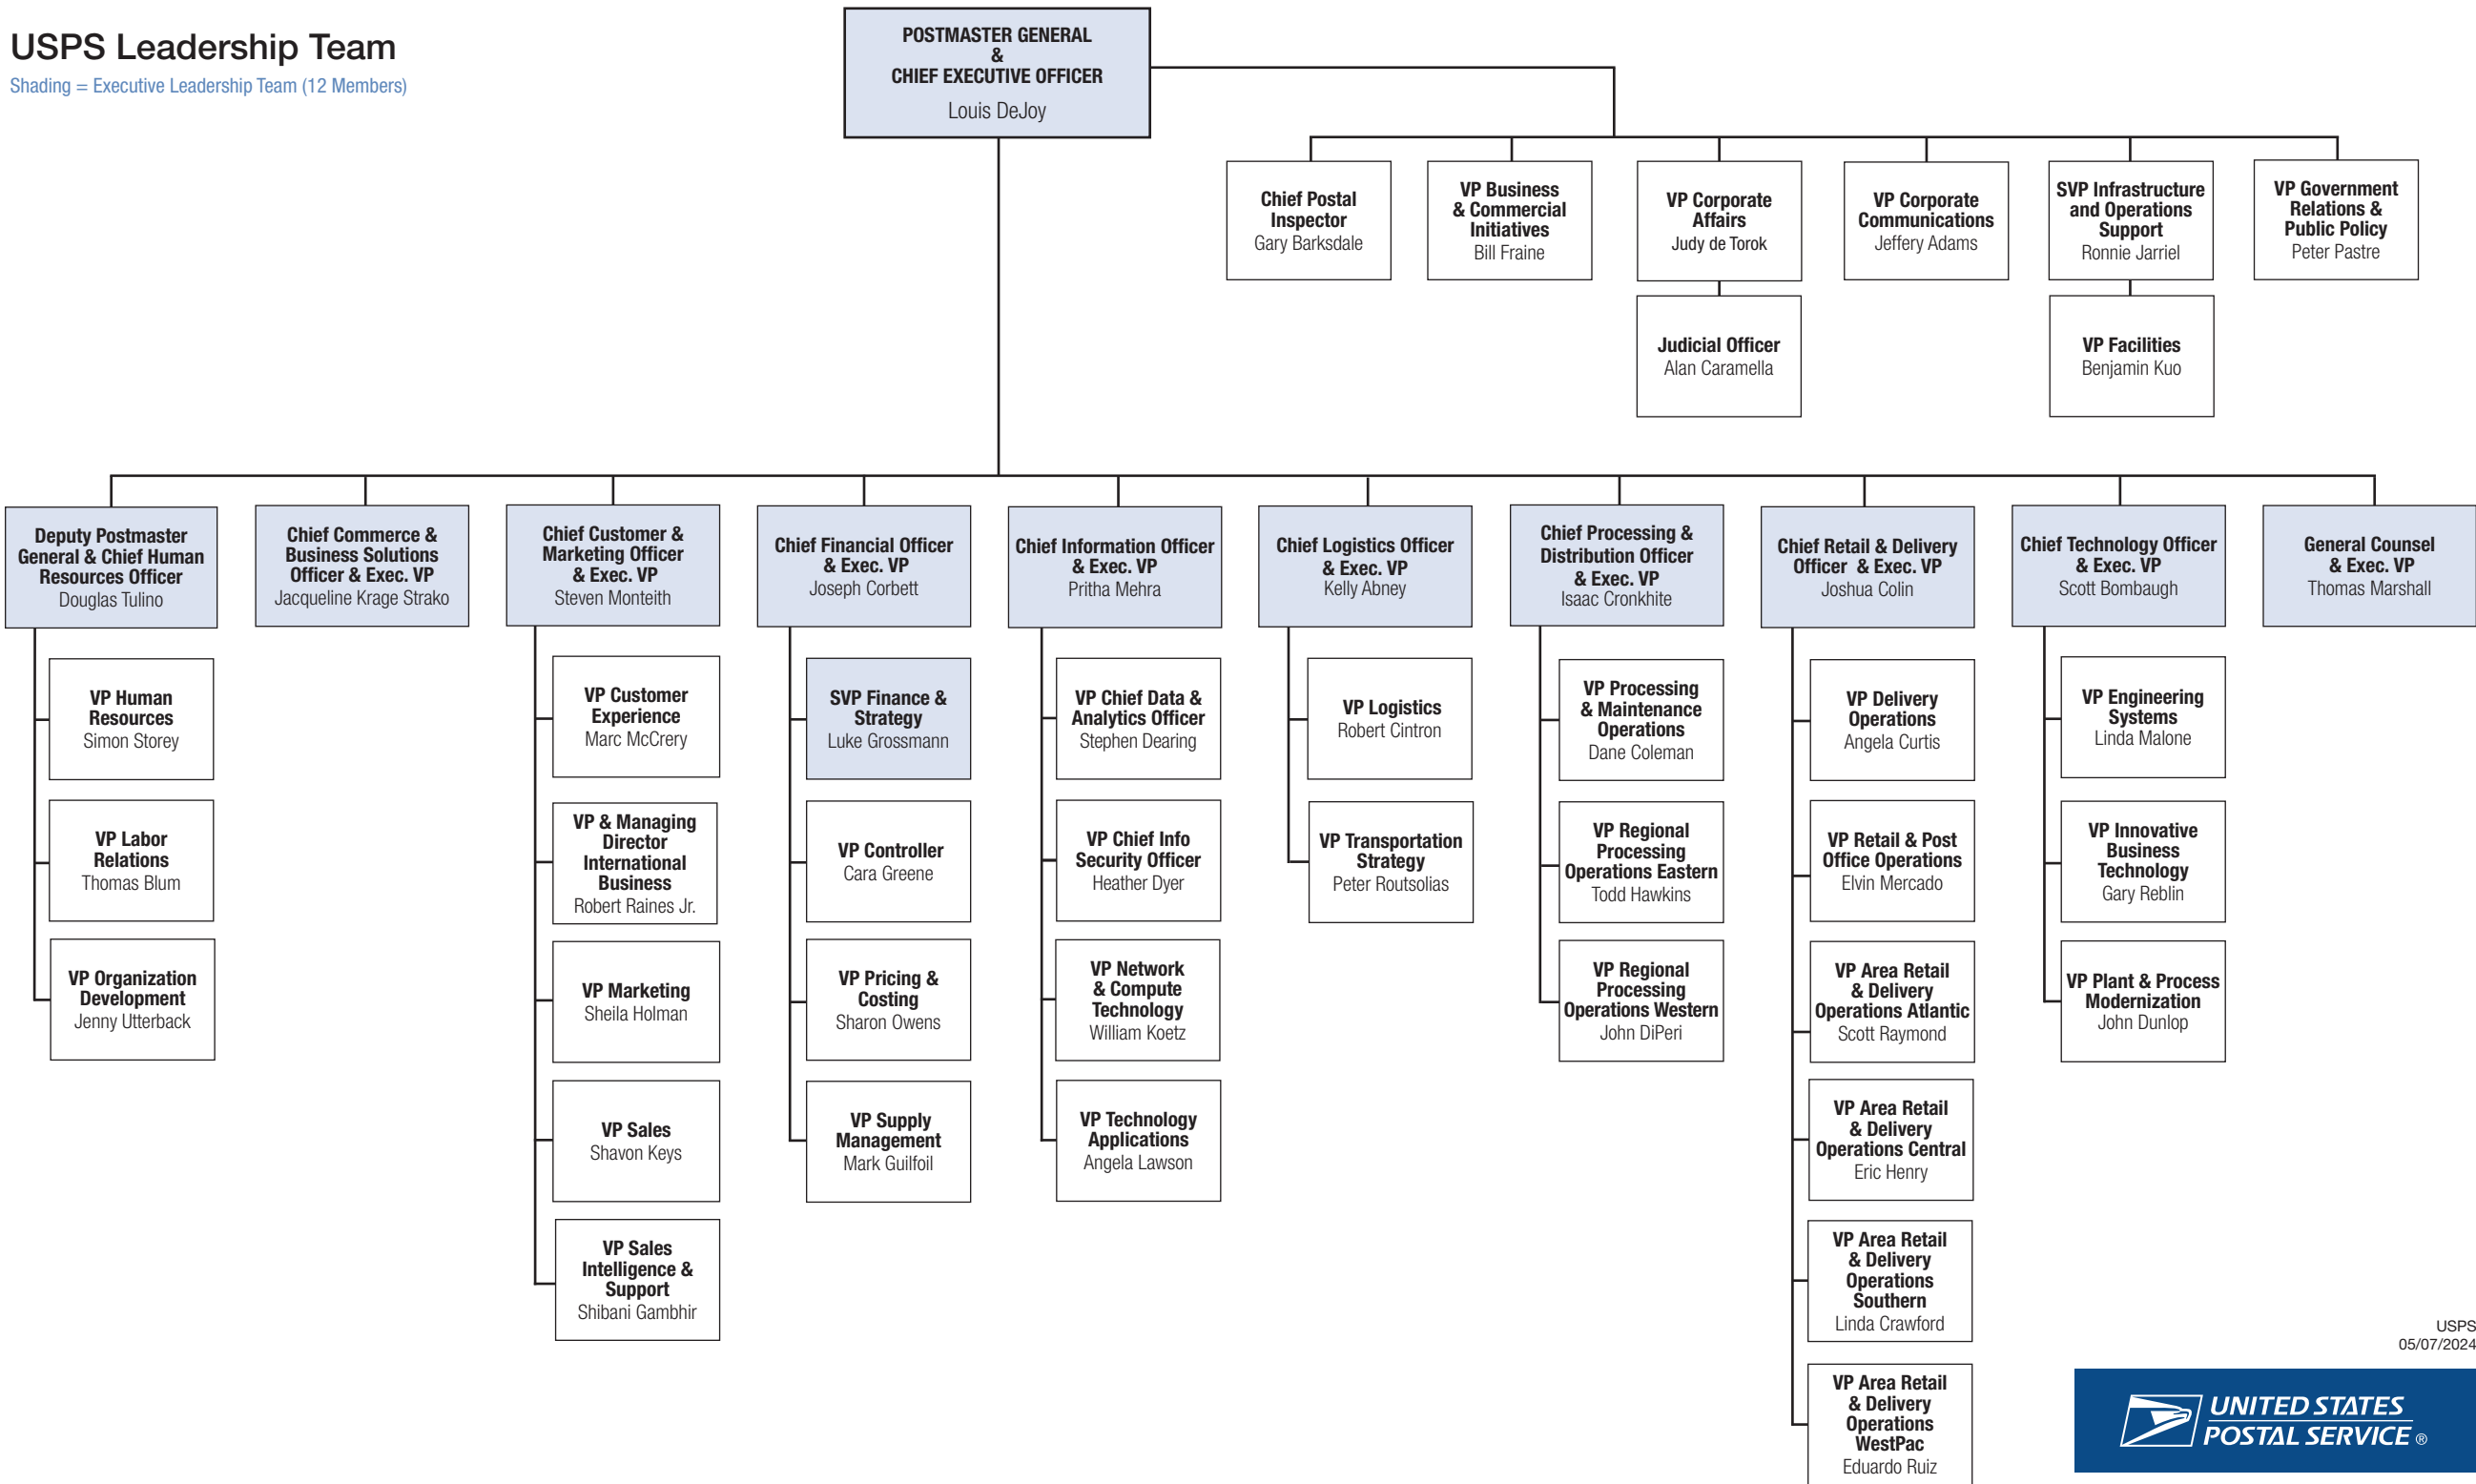 USPS Leadership Team
Shading = Executive Leadership Team (12 Members)
POSTMASTER GENERAL
&
CHIEF EXECUTIVE OFFICER
Louis DeJoy
Chief Postal
Inspector
Gary Barksdale
VP Business
& Commercial
Initiatives
Bill Fraine
VP Corporate
Affairs
Judy de Torok
VP Corporate
Communications
Jeffery Adams
SVP Infrastructure
and Operations
Support
Ronnie Jarriel
VP Government
Relations &
Public Policy
Peter Pastre
Judicial Officer
Alan Caramella
VP Facilities
Benjamin Kuo
Deputy Postmaster
General & Chief Human
Resources Officer
Douglas Tulino
Chief Commerce &
Business Solutions
Officer & Exec. VP
Jacqueline Krage Strako
Chief Customer &
Marketing Officer
& Exec. VP
Steven Monteith
Chief Financial Officer
& Exec. VP
Joseph Corbett
Chief Information Officer
& Exec. VP
Pritha Mehra
Chief Logistics Officer
& Exec. VP
Kelly Abney
Chief Processing &
Distribution Officer
& Exec. VP
Isaac Cronkhite
Chief Retail & Delivery
Officer & Exec. VP
Joshua Colin
Chief Technology Officer
& Exec. VP
Scott Bombaugh
General Counsel
& Exec. VP
Thomas Marshall
VP Human
Resources
Simon Storey
VP Labor
Relations
Thomas Blum
VP Organization
Development
Jenny Utterback
VP Customer
Experience
Marc McCrery
VP & Managing
Director
International
Business
Robert Raines Jr.
VP Marketing
Sheila Holman
VP Sales
Shavon Keys
VP Sales
Intelligence &
Support
Shibani Gambhir
SVP Finance &
Strategy
Luke Grossmann
VP Controller
Cara Greene
VP Pricing &
Costing
Sharon Owens
VP Supply
Management
Mark Guilfoil
VP Chief Data &
Analytics Officer
Stephen Dearing
VP Chief Info
Security Officer
Heather Dyer
VP Network
& Compute
Technology
William Koetz
VP Technology
Applications
Angela Lawson
VP Logistics
Robert Cintron
VP Transportation
Strategy
Peter Routsolias
VP Processing
& Maintenance
Operations
Dane Coleman
VP Regional
Processing
Operations Eastern
Todd Hawkins
VP Regional
Processing
Operations Western
John DiPeri
VP Delivery
Operations
Angela Curtis
VP Retail & Post
Office Operations
Elvin Mercado
VP Area Retail
& Delivery
Operations Atlantic
Scott Raymond
VP Area Retail
& Delivery
Operations Central
Eric Henry
VP Area Retail
& Delivery
Operations
Southern
Linda Crawford
VP Area Retail
& Delivery
Operations
WestPac
Eduardo Ruiz
VP Engineering
Systems
Linda Malone
VP Innovative
Business
Technology
Gary Reblin
VP Plant & Process
Modernization
John Dunlop
USPS
05/07/2024
UNITED STATES
POSTAL SERVICE ®